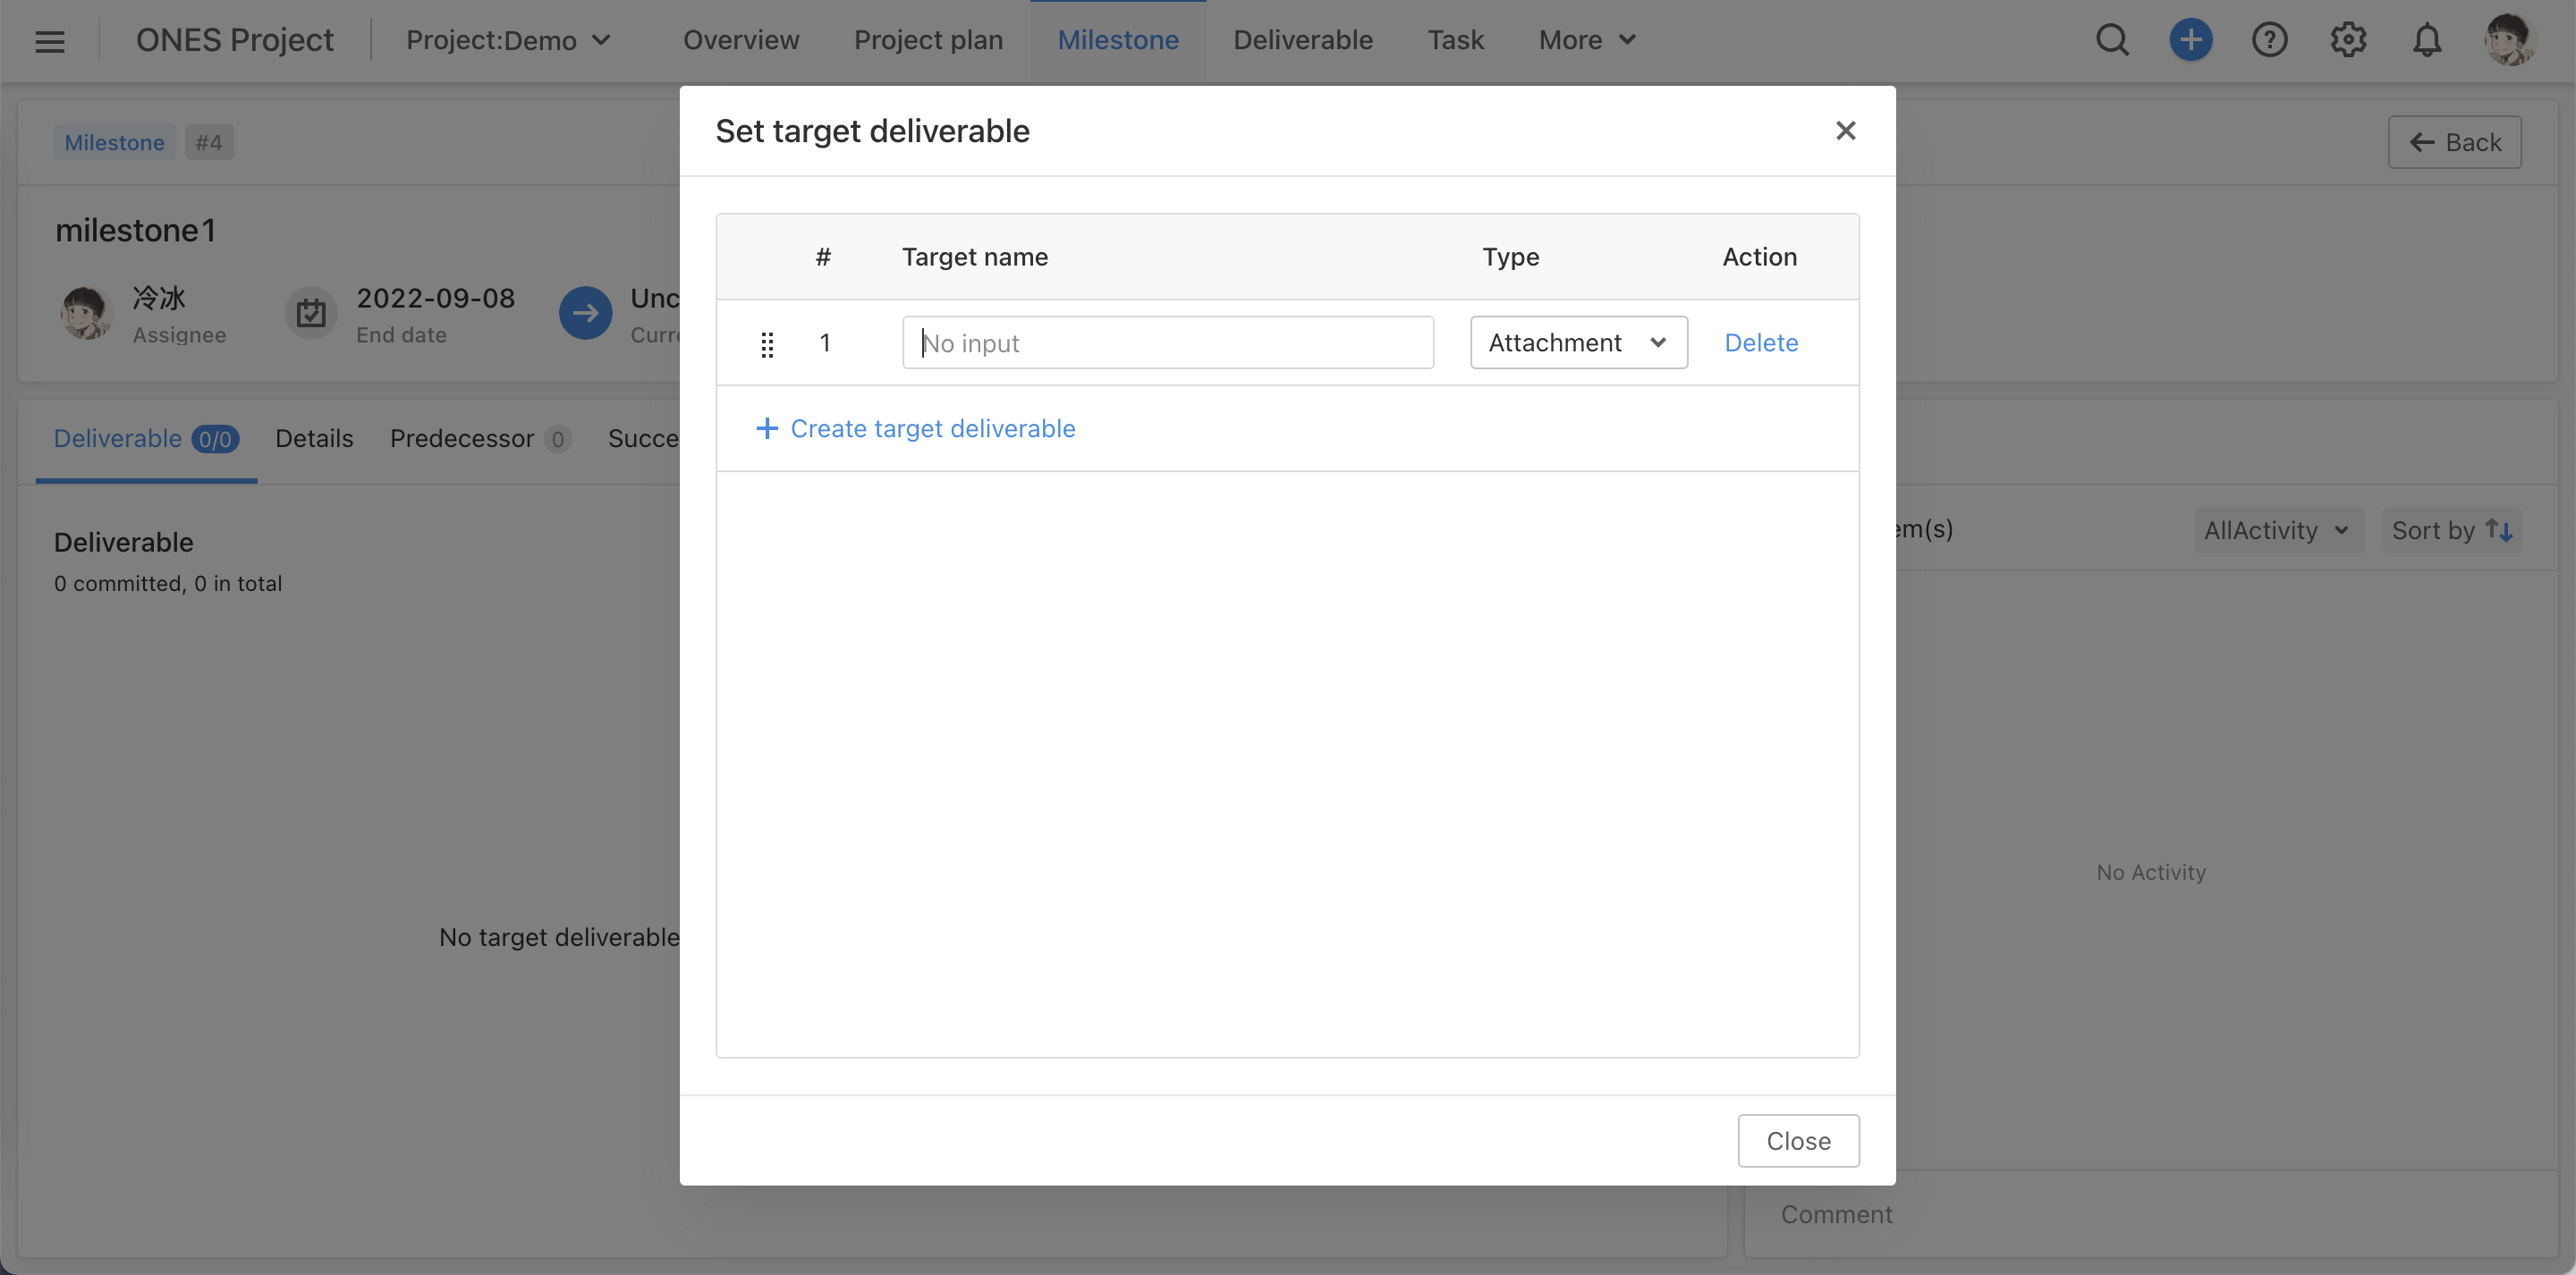 ONES Project
Project:Demo
Overview
Project plan
Milestone
Deliverable
Task
More
Milestone #4
Back
milestone1
冷冰
Assignee
2022-09-08
End date
Unc
Curre
Deliverable 0/0
Details
Predecessor 0
Succe
Deliverable
0 committed, 0 in total
No target deliverable
Set target deliverable
# Target name Type Action
1 No input Attachment Delete
Create target deliverable
Close
em(s)
AllActivity
Sort by
No Activity
Comment